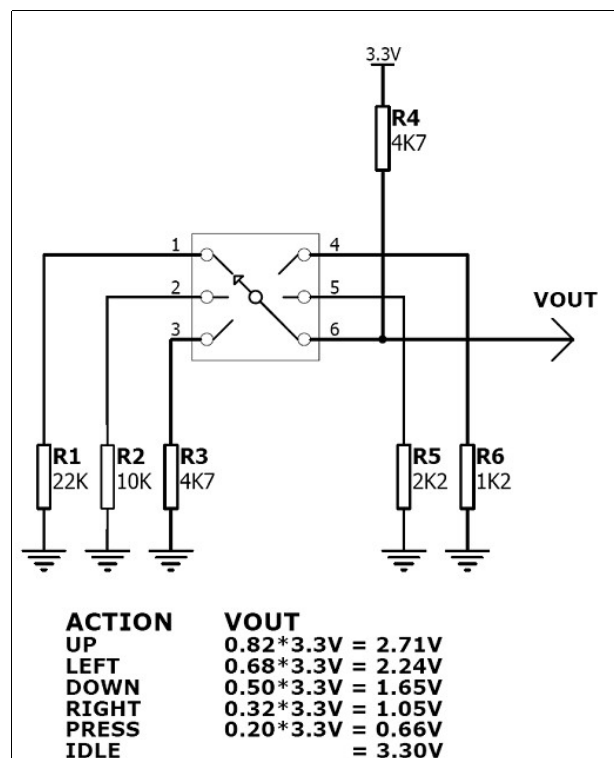 3.3V
R4
4K7
1
4
2
5
VOUT
3
6
R1
22K
R2
10K
R3
4K7
R5
2K2
R6
1K2
ACTION VOUT
UP 0.82*3.3V = 2.71V
LEFT 0.68*3.3V = 2.24V
DOWN 0.50*3.3V = 1.65V
RIGHT 0.32*3.3V = 1.05V
PRESS 0.20*3.3V = 0.66V
IDLE = 3.30V